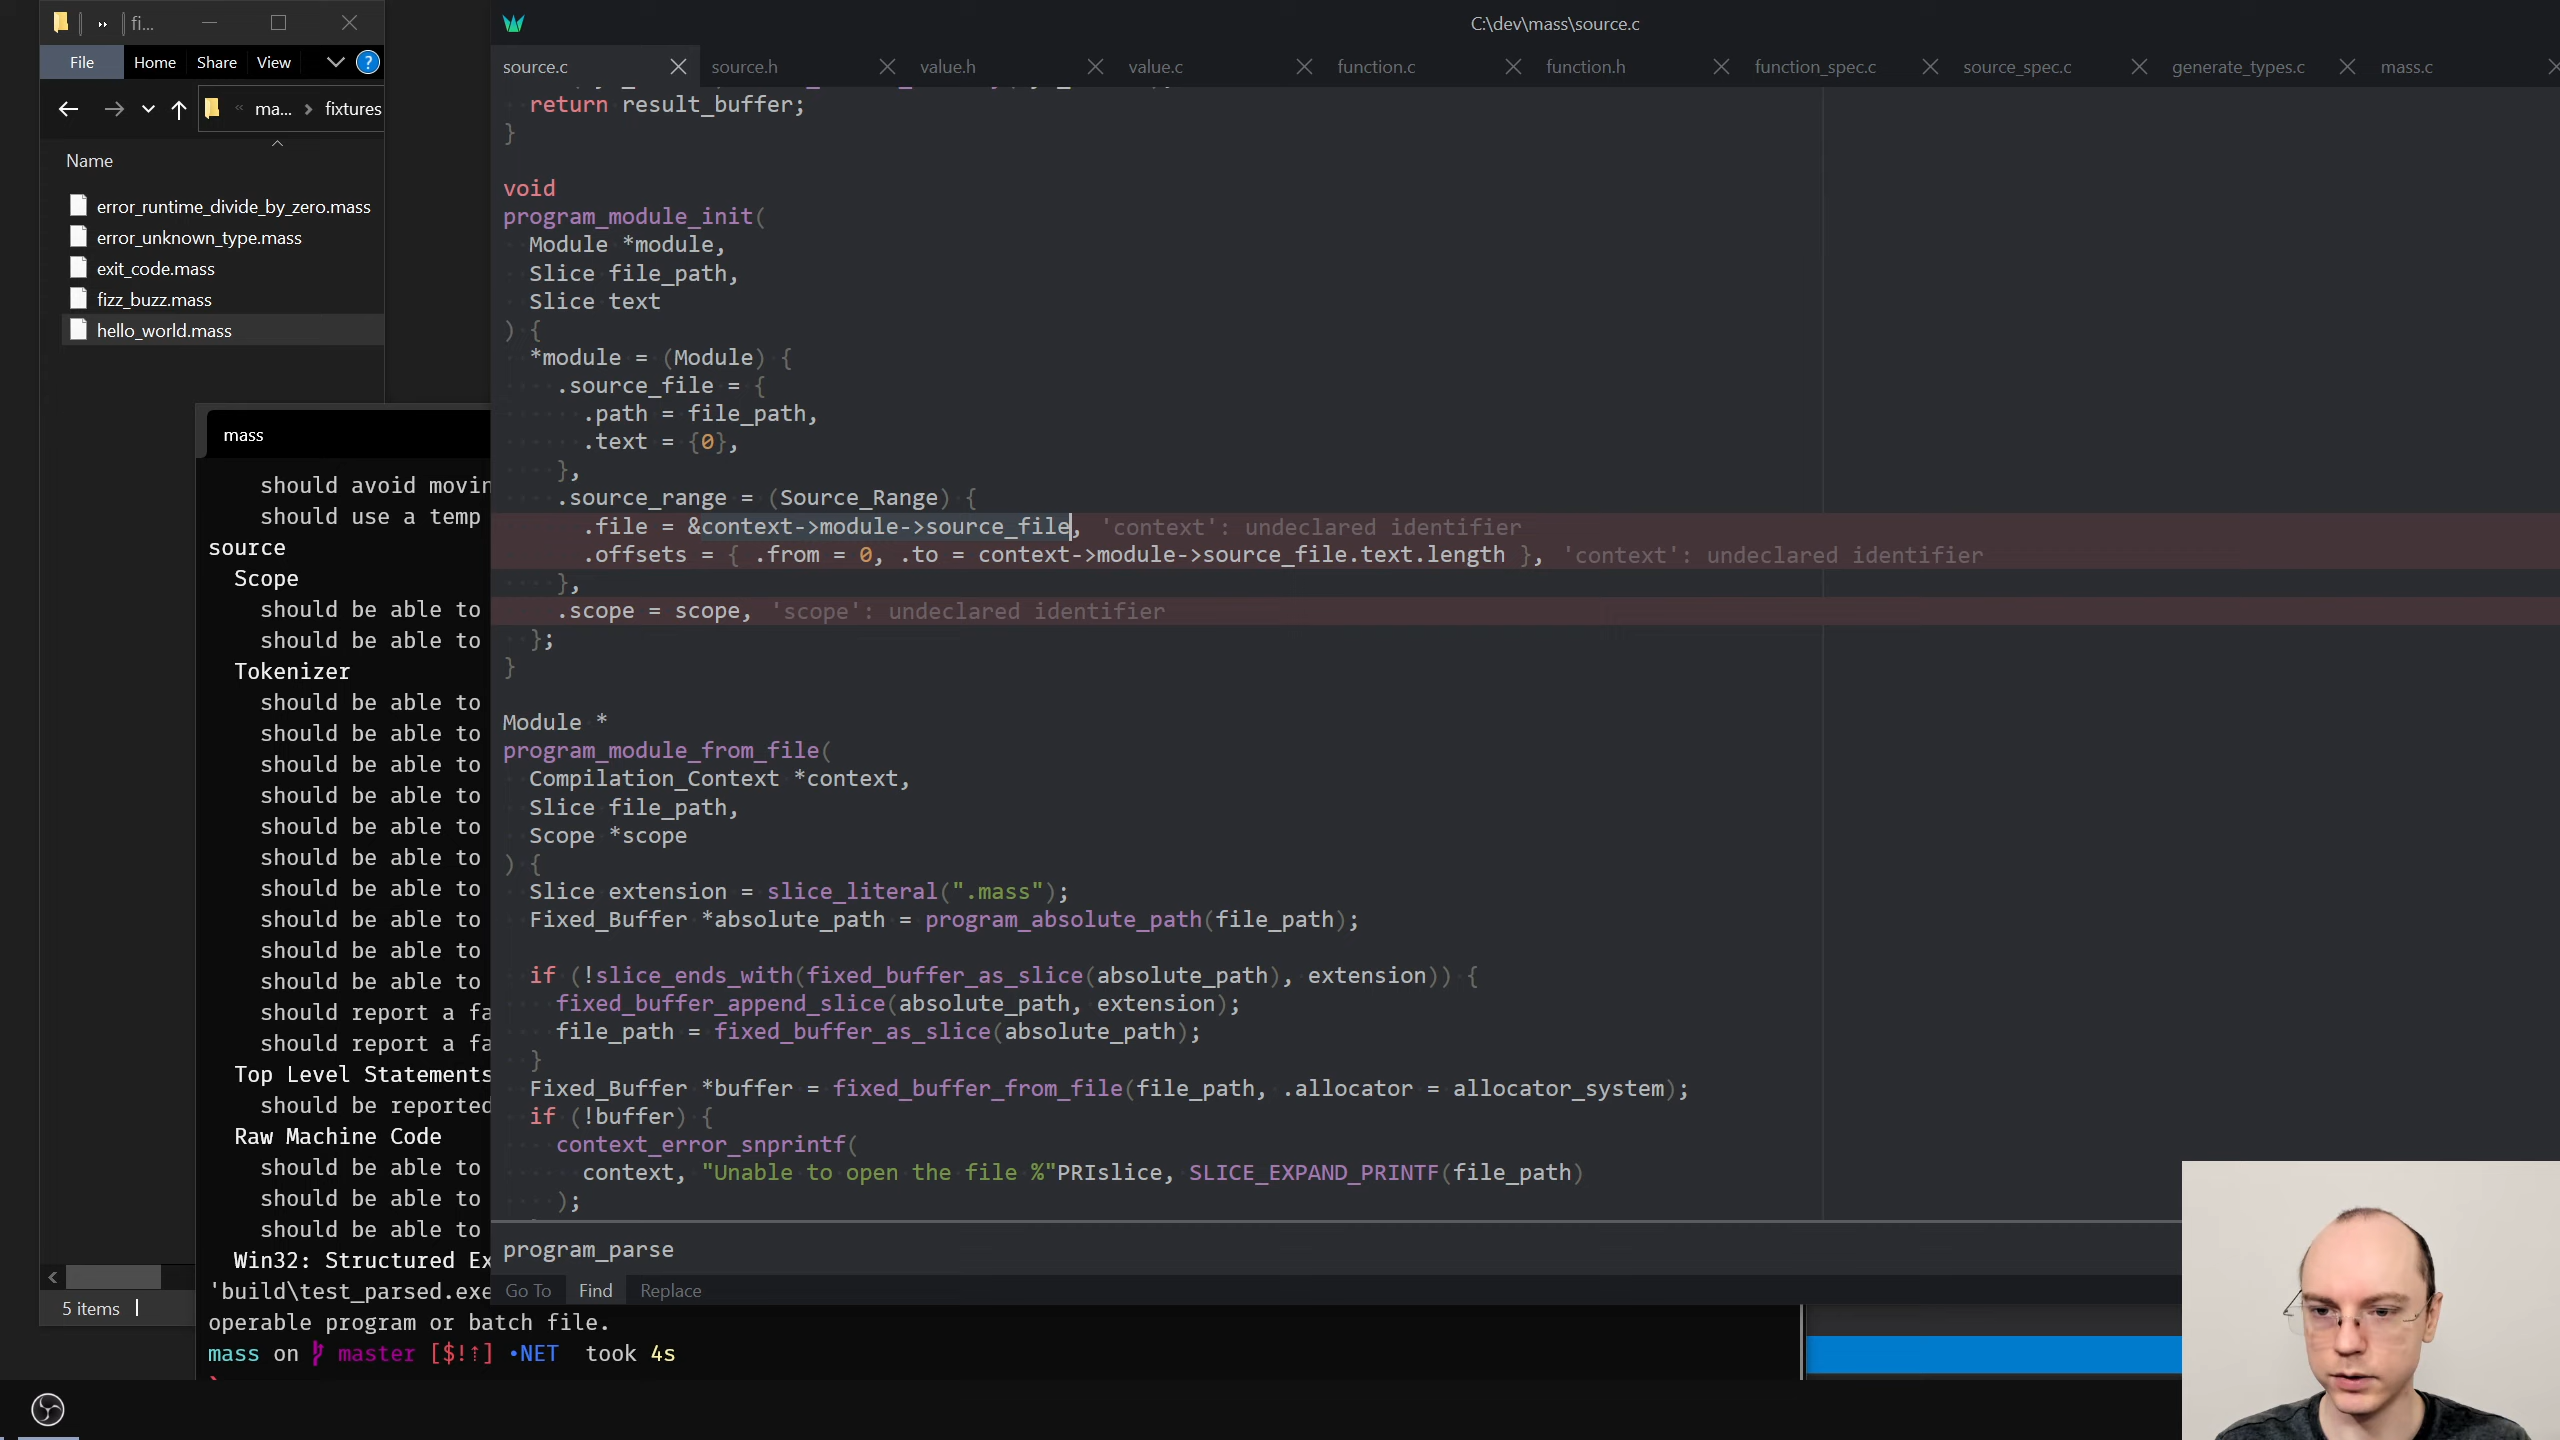 fi...
File
Home
Share
View
?
ma...
fixtures
Name
error_runtime_divide_by_zero.mass
error_unknown_type.mass
exit_code.mass
fizz_buzz.mass
hello_world.mass
5 items
mass
should avoid movin
should use a temp
source
Scope
should be able to
should be able to
Tokenizer
should be able to
should be able to
should be able to
should be able to
should be able to
should be able to
should be able to
should be able to
should be able to
should be able to
should report a fa
should report a fa
Top Level Statements
should be reported
Raw Machine Code
should be able to
should be able to
should be able to
Win32: Structured Ex
'build\test_parsed.exe
operable program or batch file.
mass on master [$!⇡] •NET took 4s
C:\dev\mass\source.c
source.c
source.h
value.h
value.c
function.c
function.h
function_spec.c
source_spec.c
generate_types.c
mass.c
return result_buffer;
}
void
program_module_init(
Module *module,
Slice file_path,
Slice text
) {
*module = (Module) {
.source_file = {
.path = file_path,
.text = {0},
},
.source_range = (Source_Range) {
.file = &context->module->source_file, 'context': undeclared identifier
.offsets = { .from = 0, .to = context->module->source_file.text.length }, 'context': undeclared identifier
},
.scope = scope, 'scope': undeclared identifier
};
}
Module *
program_module_from_file(
Compilation_Context *context,
Slice file_path,
Scope *scope
) {
Slice extension = slice_literal(".mass");
Fixed_Buffer *absolute_path = program_absolute_path(file_path);
if (!slice_ends_with(fixed_buffer_as_slice(absolute_path), extension)) {
fixed_buffer_append_slice(absolute_path, extension);
file_path = fixed_buffer_as_slice(absolute_path);
}
Fixed_Buffer *buffer = fixed_buffer_from_file(file_path, .allocator = allocator_system);
if (!buffer) {
context_error_snprintf(
context, "Unable to open the file %"PRIslice, SLICE_EXPAND_PRINTF(file_path)
);
program_parse
Go To
Find
Replace